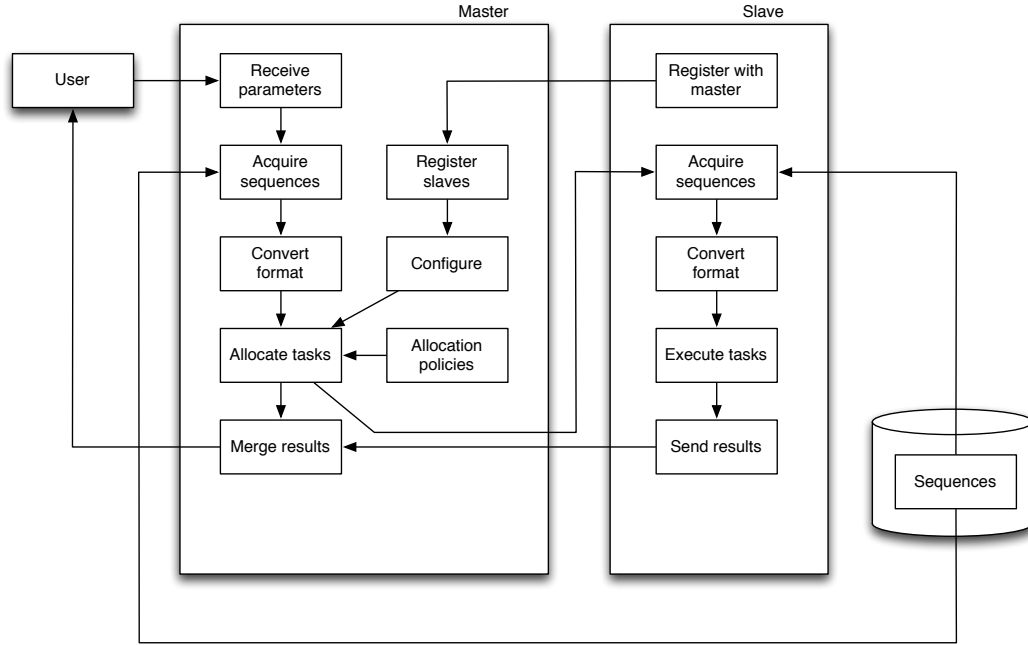 Master
Slave
User
Receive
parameters
Register with
master
Acquire
sequences
Register
slaves
Acquire
sequences
Convert
format
Configure
Convert
format
Allocate tasks
Allocation
policies
Execute tasks
Merge results
Send results
Sequences